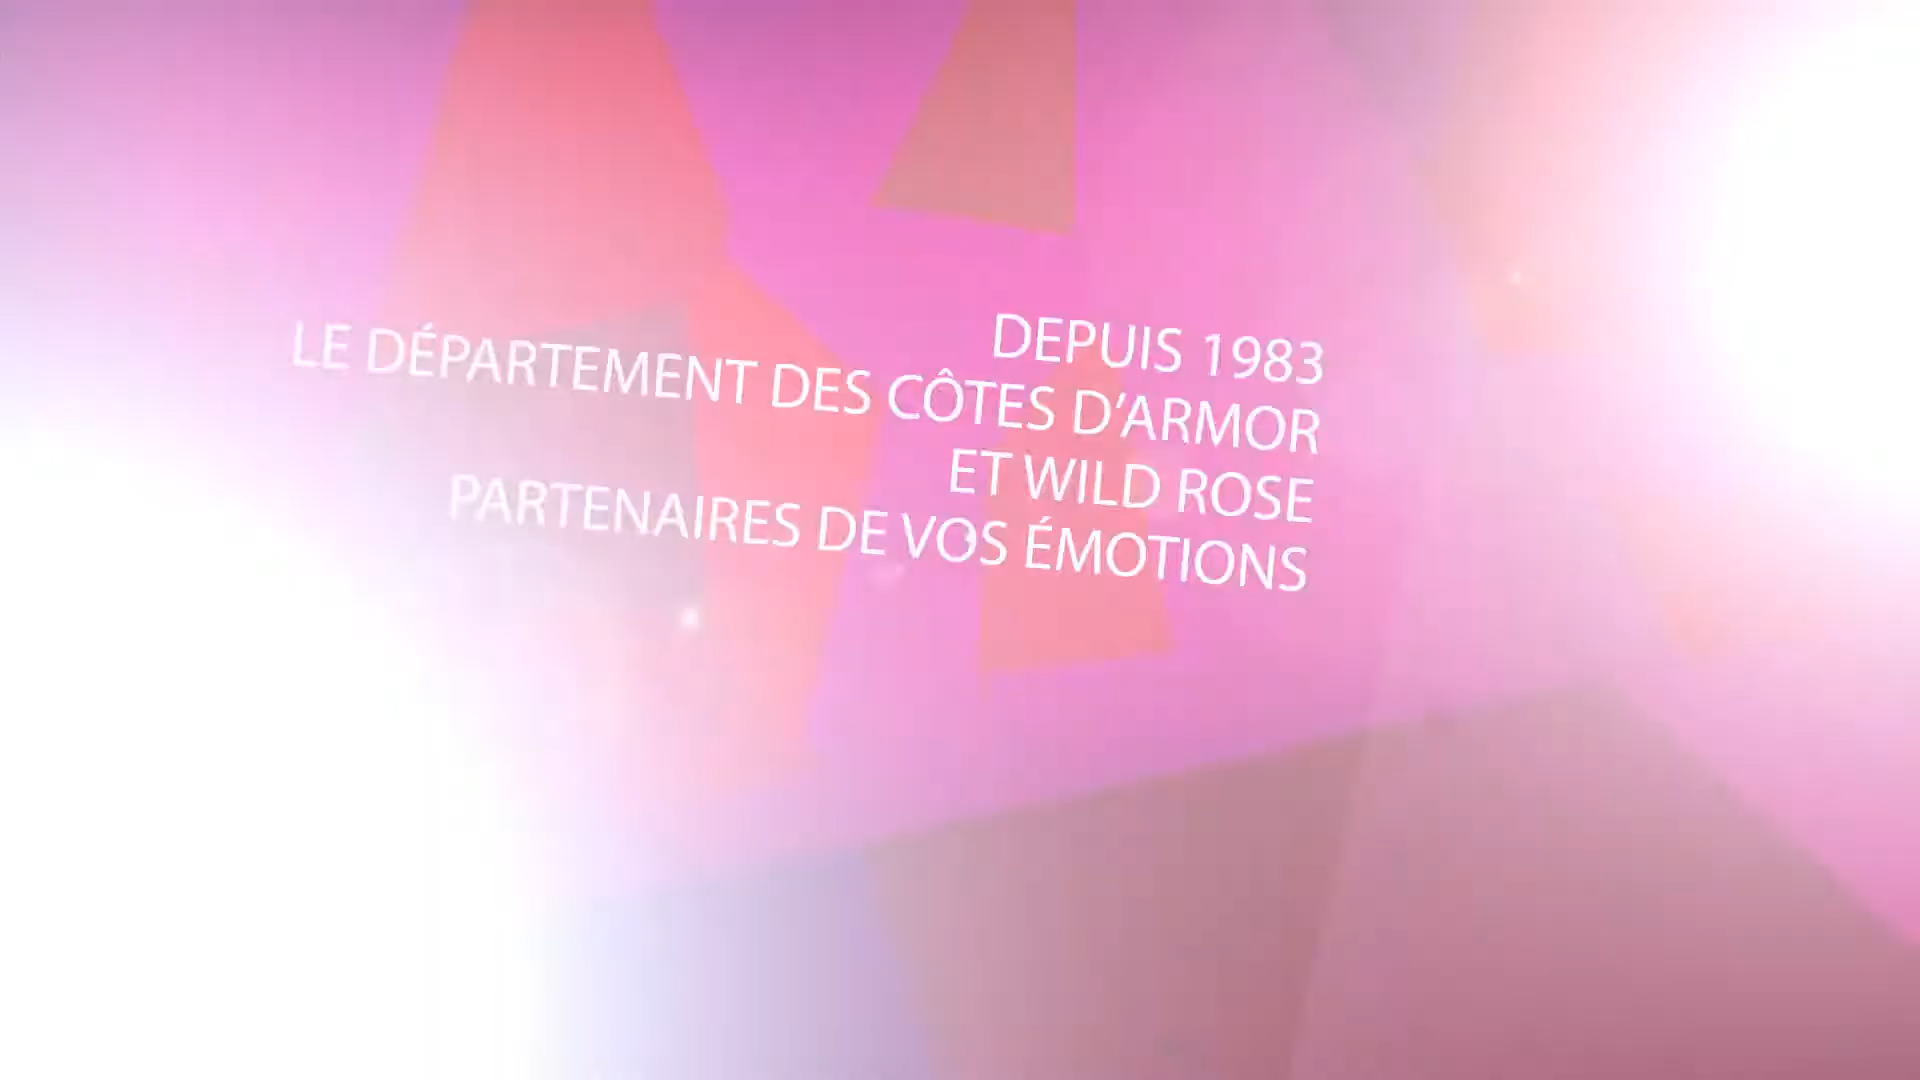 DEPUIS 1983
LE DÉPARTEMENT DES CÔTES D’ARMOR
ET WILD ROSE
PARTENAIRES DE VOS ÉMOTIONS